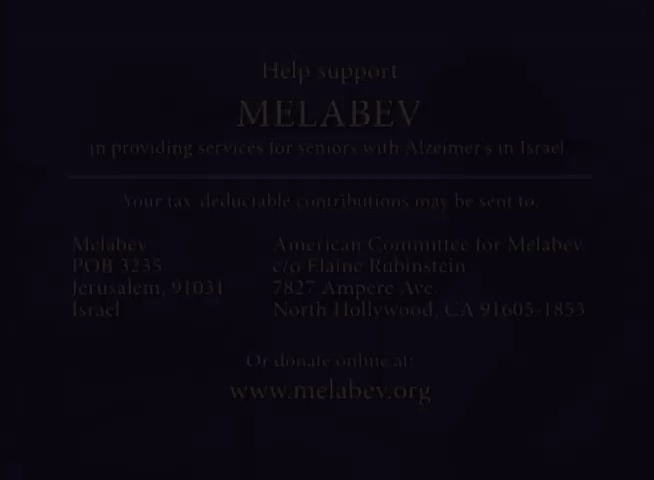 Help support
MELABEV
in providing services for seniors with Alzeimer's in Israel
Your tax-deductable contributions may be sent to:
Melabev
POB 3235
Jerusalem, 91031
Israel
American Committee for Melabev
c/o Elaine Rubinstein
7827 Ampere Ave
North Hollywood, CA 91605-1853
Or donate online at:
www.melabev.org